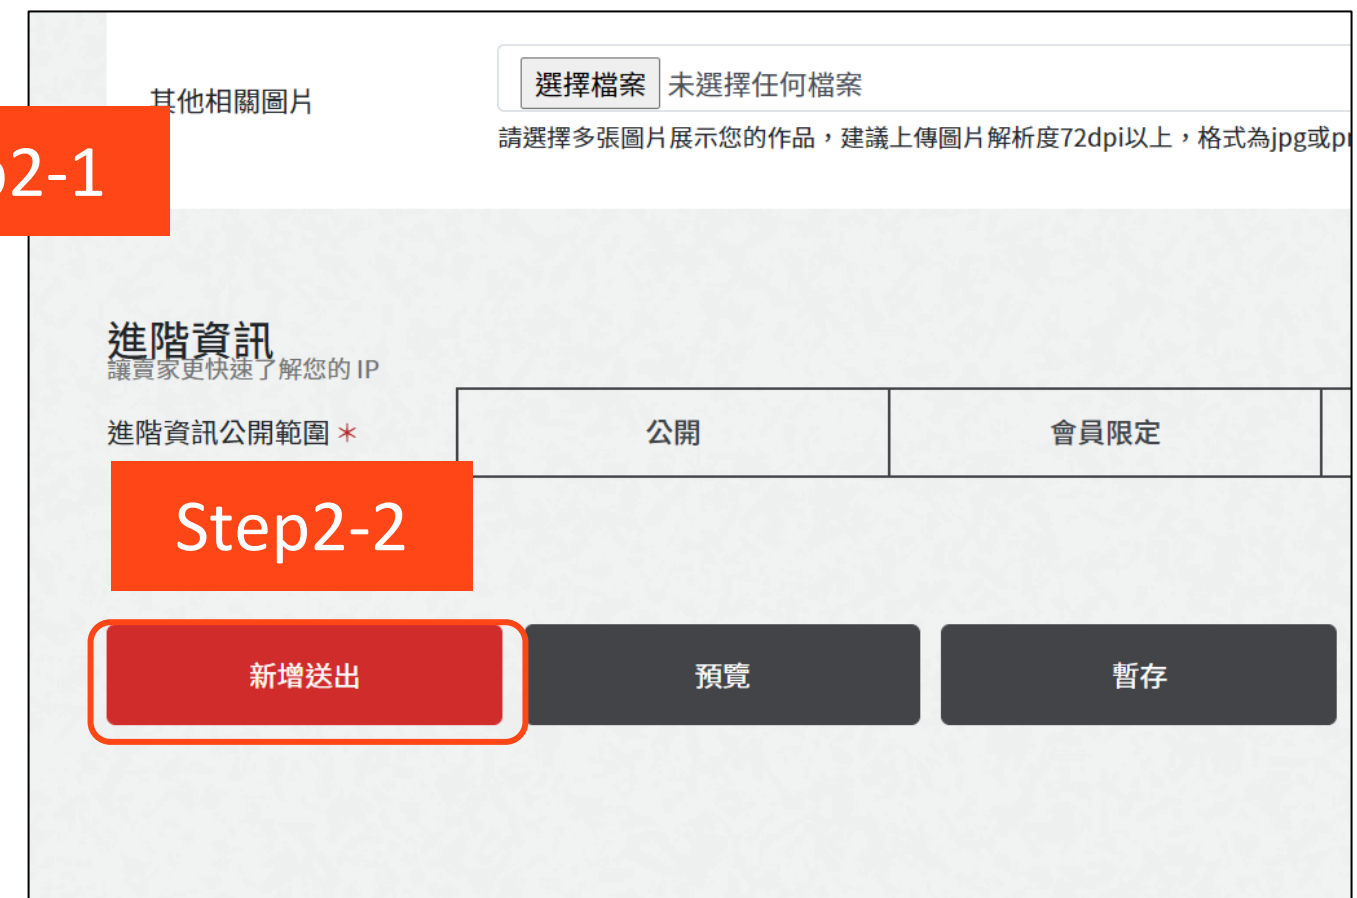 其他相關圖片
選擇檔案 未選擇任何檔案
請選擇多張圖片展示您的作品，建議上傳圖片解析度72dpi以上，格式為jpg或
2-1
進階資訊
讓賣家更快速了解您的 IP
進階資訊公開範圍 *
公開 會員限定
Step2-2
新增送出 預覽 暫存